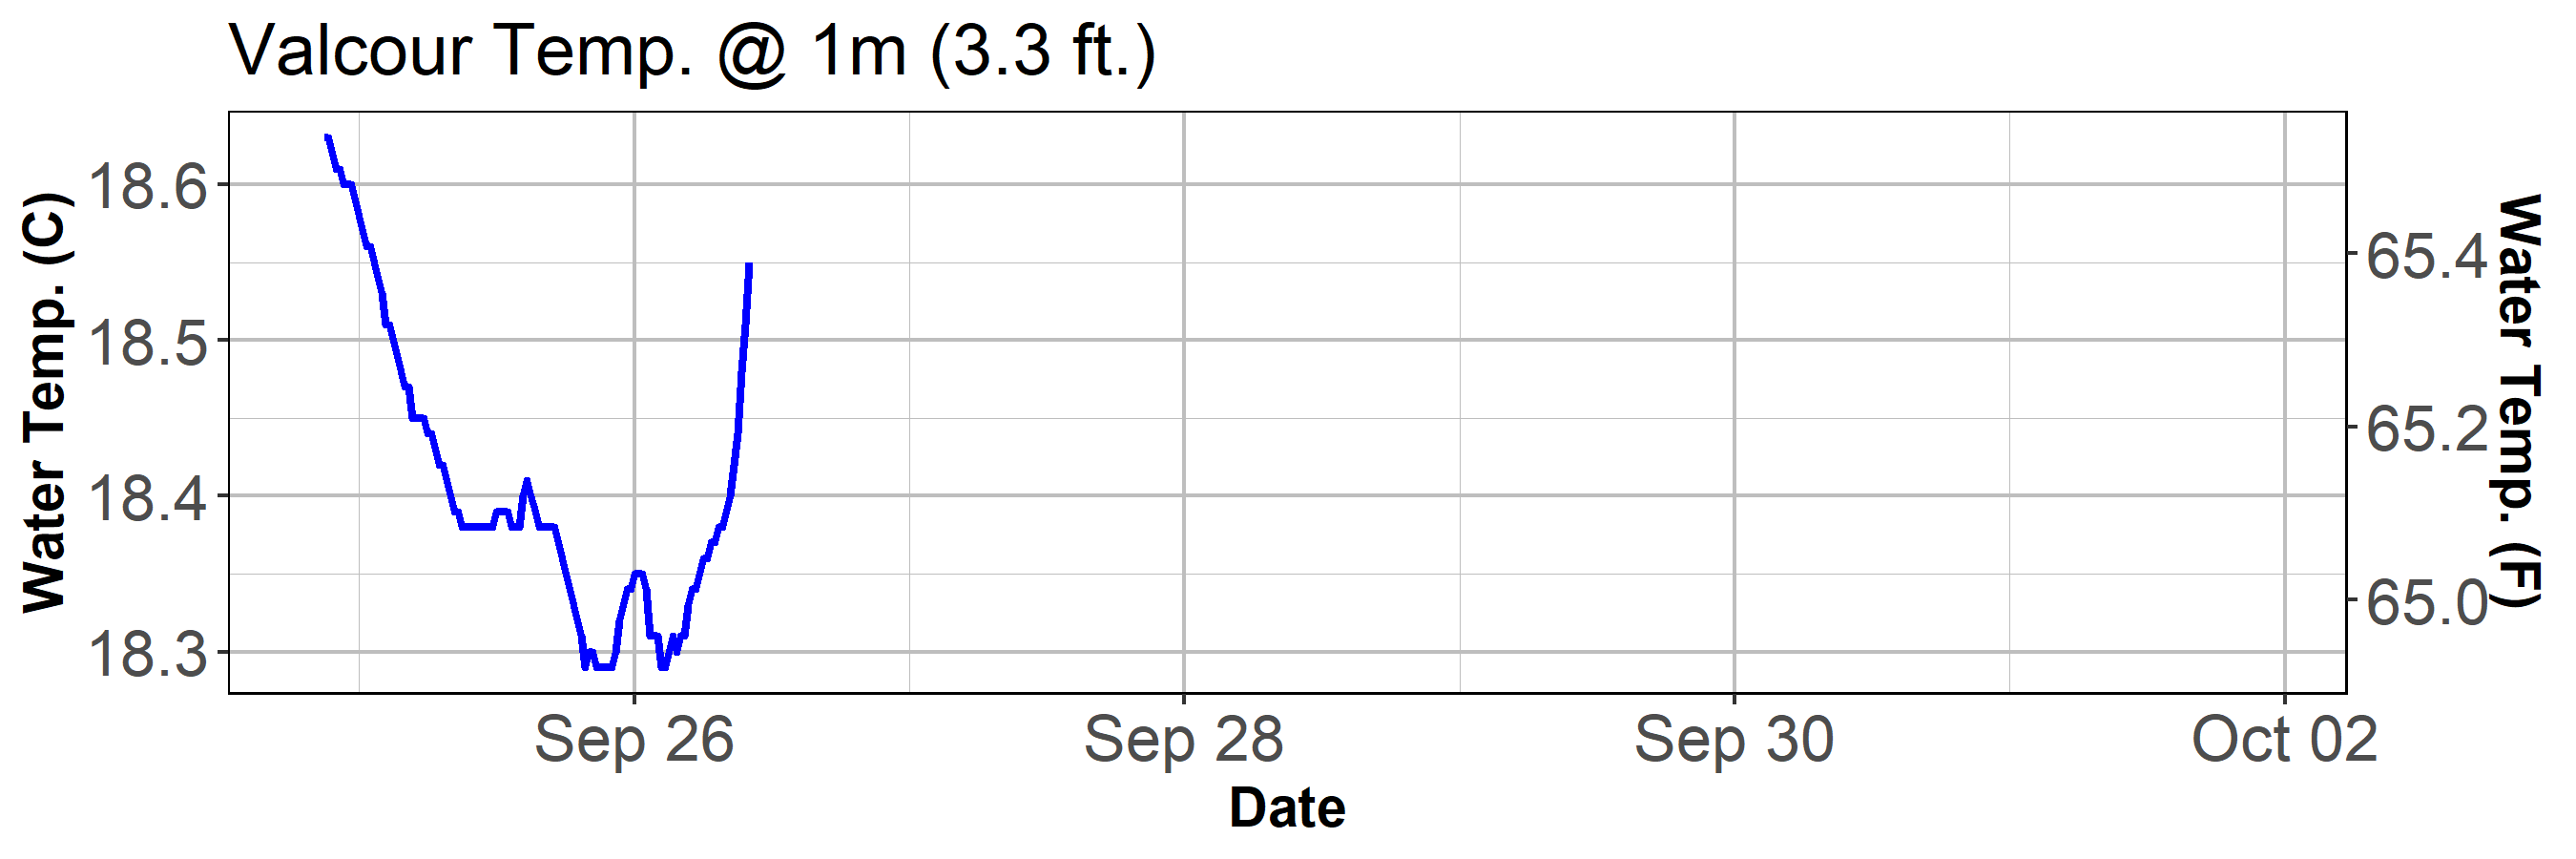 Valcour Temp. @ 1m (3.3 ft.)
Water Temp. (C)
18.6
18.5
18.4
18.3
65.4
65.2
65.0
Water Temp. (F)
Sep 26
Sep 28
Sep 30
Oct 02
Date